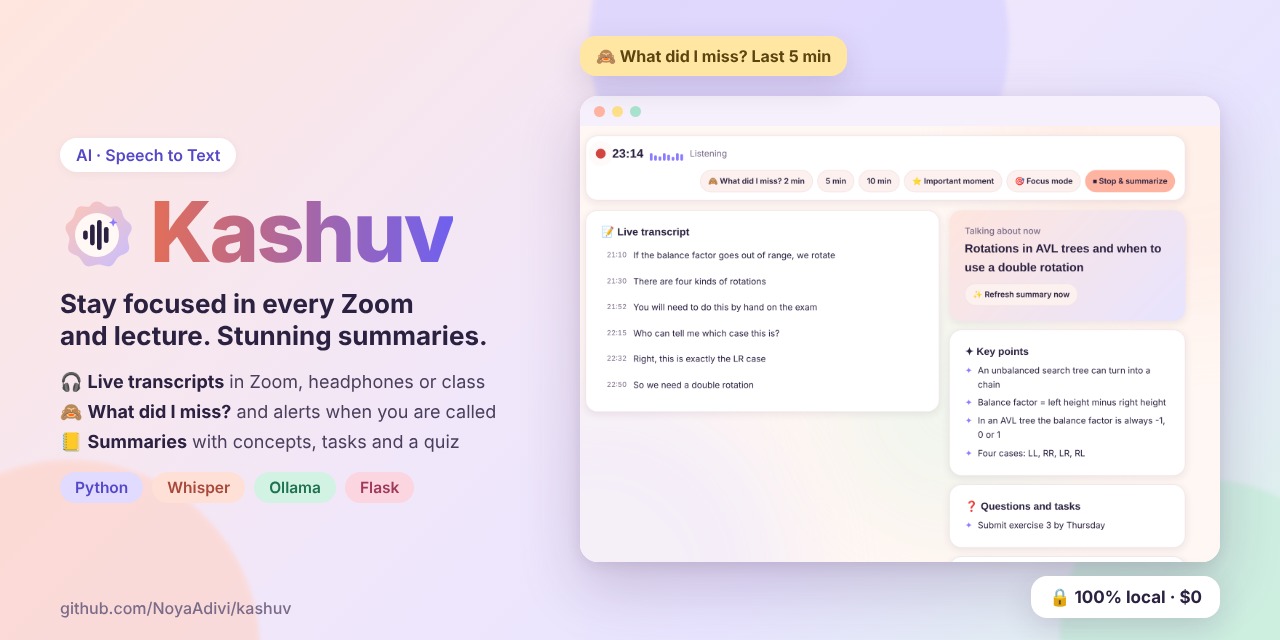 🙈 What did I miss? Last 5 min
AI · Speech to Text
Kashuv
Stay focused in every Zoom
and lecture. Stunning summaries.
🎧 Live transcripts in Zoom, headphones or class
🙈 What did I miss? and alerts when you are called
📒 Summaries with concepts, tasks and a quiz
Python
Whisper
Ollama
Flask
github.com/NoyaAdivi/kashuv
23:14
Listening
🙈 What did I miss? 2 min
5 min
10 min
⭐ Important moment
🎯 Focus mode
■ Stop & summarize
📝 Live transcript
21:10 If the balance factor goes out of range, we rotate
21:30 There are four kinds of rotations
21:52 You will need to do this by hand on the exam
22:15 Who can tell me which case this is?
22:32 Right, this is exactly the LR case
22:50 So we need a double rotation
Talking about now
Rotations in AVL trees and when to
use a double rotation
✨ Refresh summary now
✦ Key points
✦ An unbalanced search tree can turn into a
chain
✦ Balance factor = left height minus right height
✦ In an AVL tree the balance factor is always -1,
0 or 1
✦ Four cases: LL, RR, LR, RL
❓ Questions and tasks
✦ Submit exercise 3 by Thursday
🔒 100% local · $0